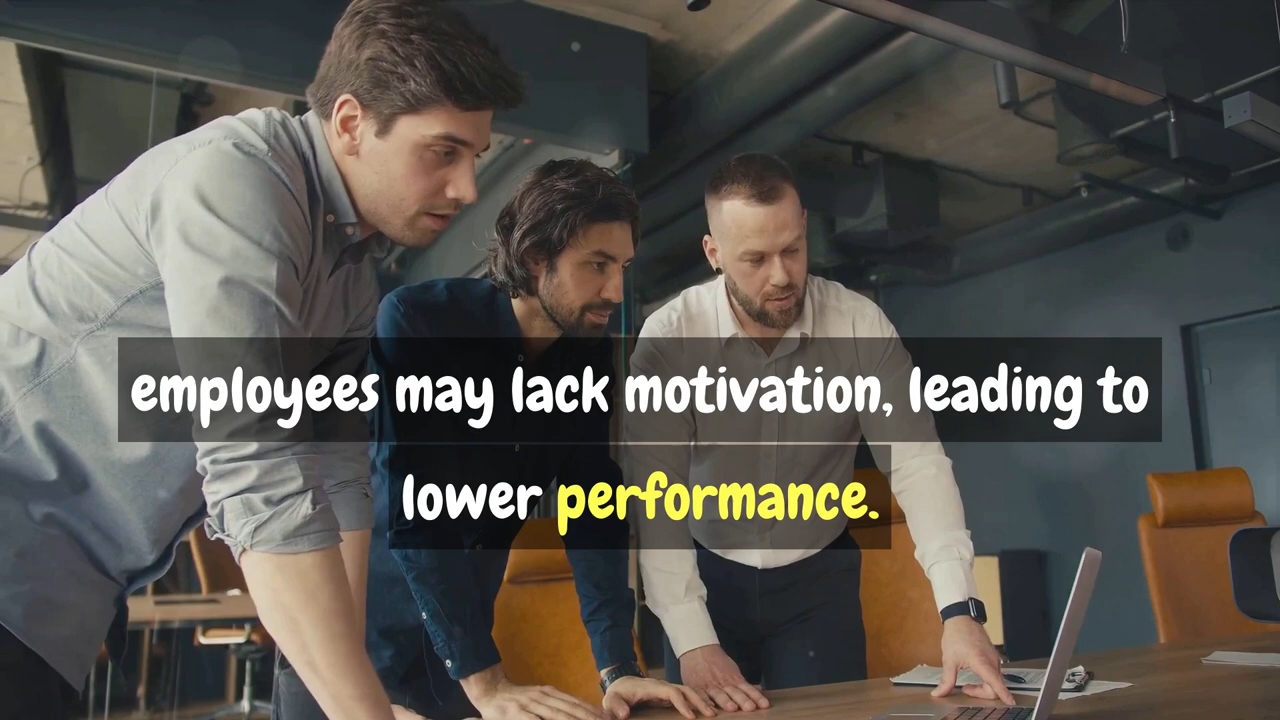 employees may lack motivation, leading to
lower performance.